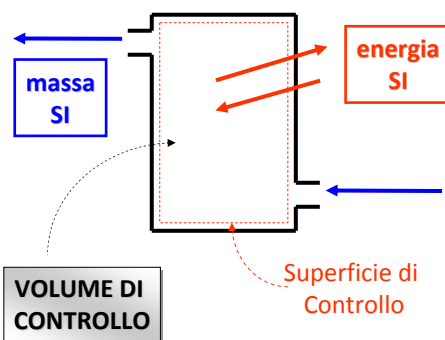 massa
SI
energia
SI
VOLUME DI
CONTROLLO
Superficie di
Controllo